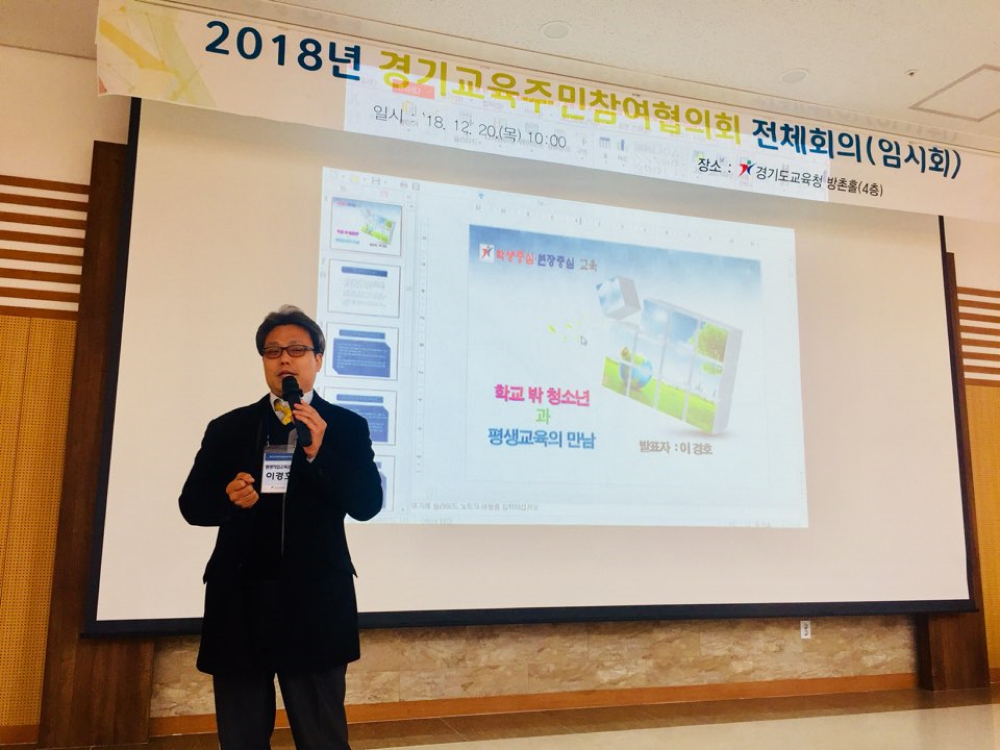 2018년 경기교육주민참여협의회 전체회의(임시회)
일시 : '18. 12. 20.(목) 10:00
장소 : 경기도교육청 방촌홀(4층)
학생중심·현장중심 교육
학교 밖 청소년
과
평생교육의 만남
발표자 : 이경호
이경호